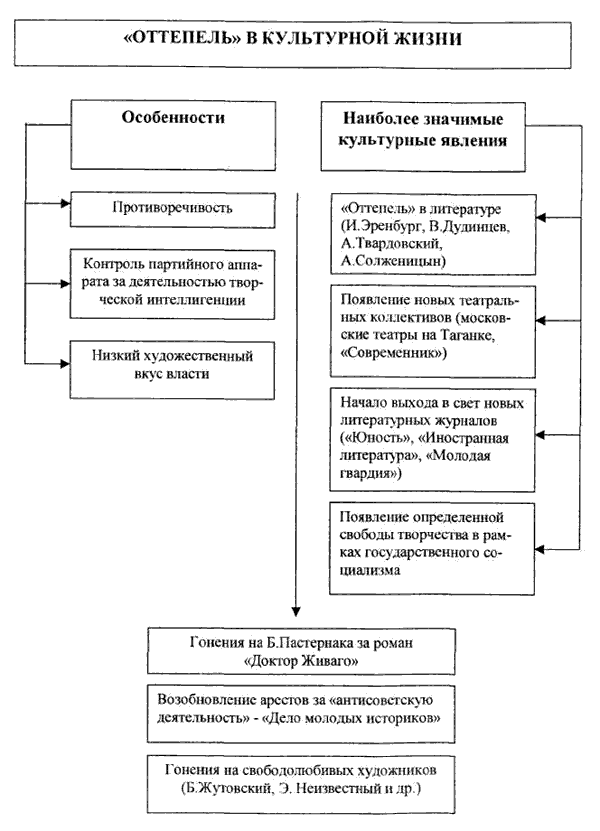 «ОТТЕПЕЛЬ» В КУЛЬТУРНОЙ ЖИЗНИ
Особенности
Противоречивость
Контроль партийного аппа-
рата за деятельностью твор-
ческой интеллигенции
Низкий художественный
вкус власти
Наиболее значимые
культурные явления
«Оттепель» в литературе
(И.Эренбург, В.Дудинцев,
А.Твардовский,
А.Солженицын)
Появление новых театраль-
ных коллективов (москов-
ские театры на Таганке,
«Современник»)
Начало выхода в свет новых
литературных журналов
(«Юность», «Иностранная
литература», «Молодая
гвардия»)
Появление определенной
свободы творчества в рам-
ках государственного со-
циализма
Гонения на Б.Пастернака за роман
«Доктор Живаго»
Возобновление арестов за «антисоветскую
деятельность» - «Дело молодых историков»
Гонения на свободолюбивых художников
(Б.Жутовский, Э. Неизвестный и др.)